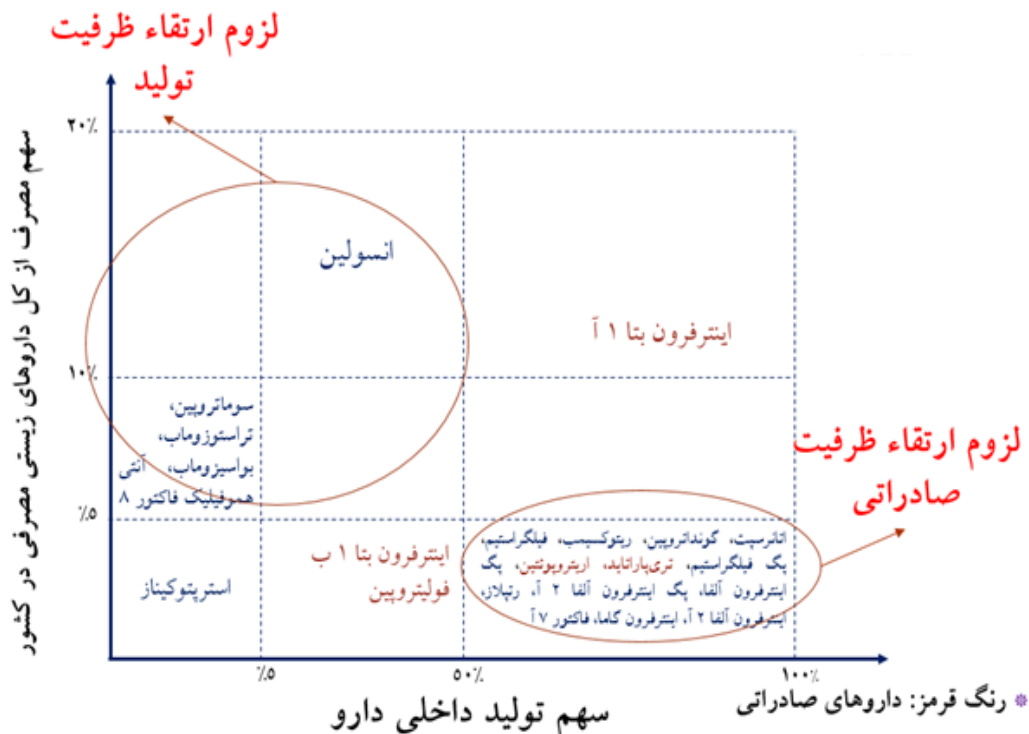 لزوم ارتقاء ظرفیت
تولید
سهم مصرف از کل داروهای زیستی مصرفی در کشور
۲۰٪
۱۰٪
٪۵
انسولین
اینترفرون بتا ۱ آ
سوماتروپین،
تراستوزوماب،
بواسیزوماب، آنتی
هموفیلیک فاکتور ۸
لزوم ارتقاء ظرفیت
صادراتی
استرپتوکیناز
اینترفرون بتا ۱ ب
فولیتروپین
اتانرسپت، گوندانروپین، ریتوکسیمب، فیلگراستیم،
پگ فیلگراستیم، تری‌پاراتاید، اریتروپوئتین، پگ
اینترفرون آلفا، پگ اینترفرون آلفا ۲ آ، رتپلاز،
اینترفرون آلفا ۲ آ، اینترفرون گاما، فاکتور ۷ آ
٪۵
۵۰٪
۱۰۰٪
سهم تولید داخلی دارو
* رنگ قرمز: داروهای صادراتی